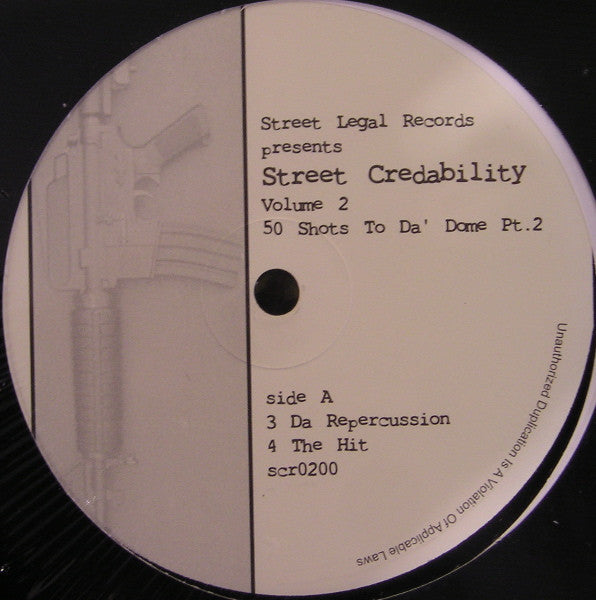 Street Legal Records
presents
Street Credability
Volume 2
50 Shots To Da' Dome Pt.2
side A
3 Da Repercussion
4 The Hit
scr0200
Unauthorized Duplication Is A Violation Of Applicable Laws